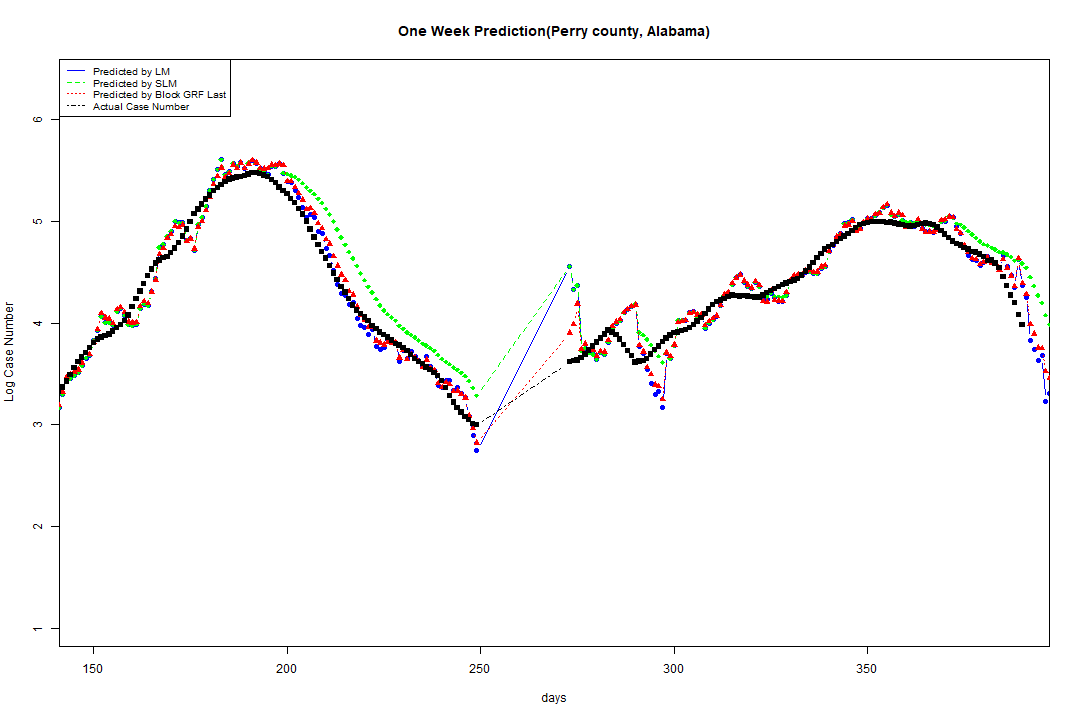 One Week Prediction(Perry county, Alabama)
Predicted by LM
Predicted by SLM
Predicted by Block GRF Last
Actual Case Number
6
5
4
3
2
1
Log Case Number
150 200 250 300 350
days